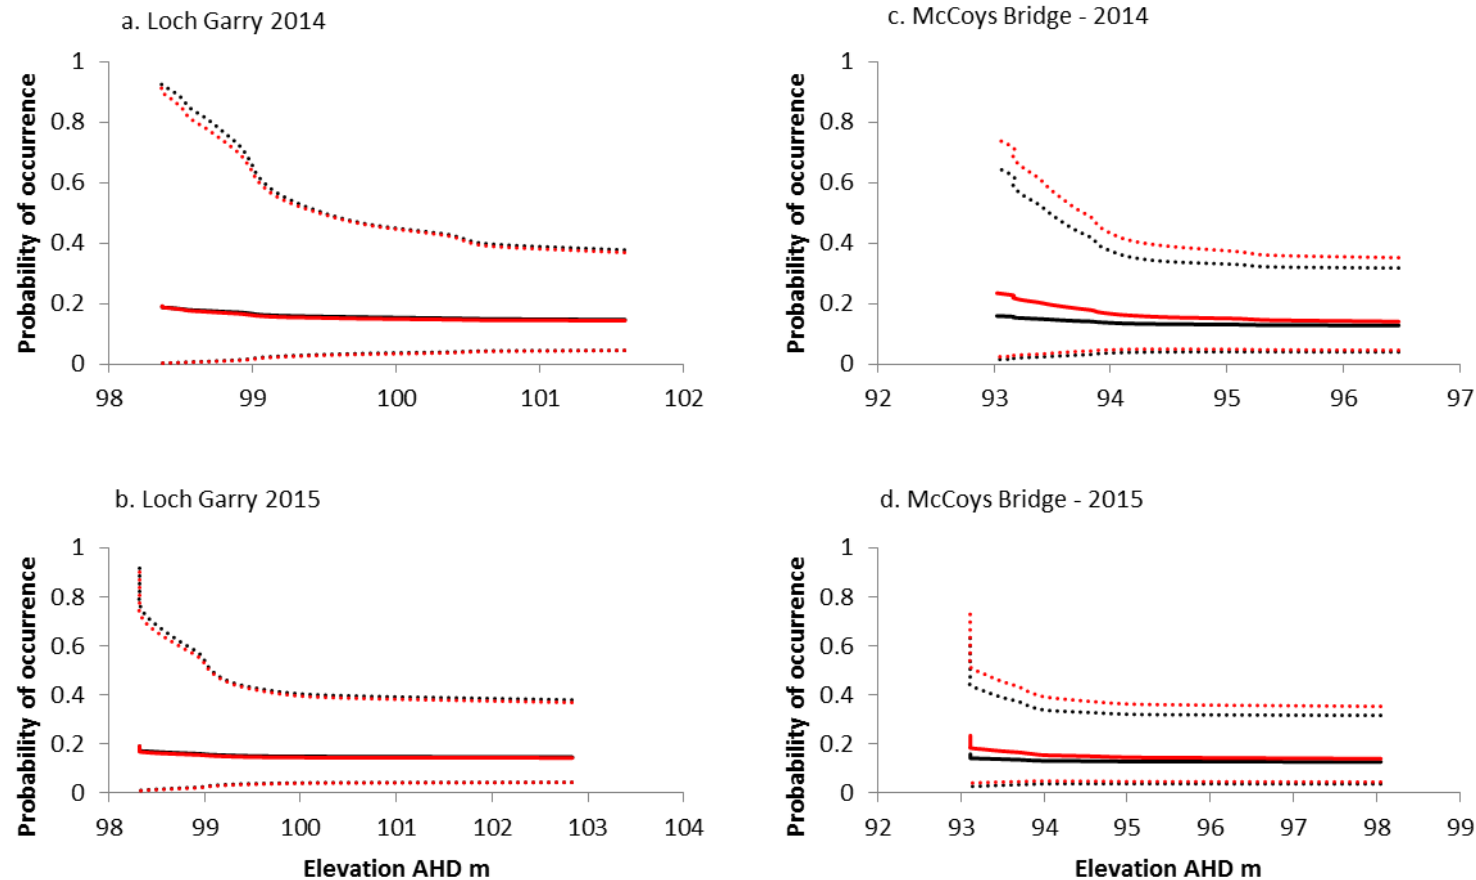 a. Loch Garry 2014
Probability of occurrence
1
0.8
0.6
0.4
0.2
0
98 99 100 101 102
c. McCoys Bridge - 2014
Probability of occurrence
1
0.8
0.6
0.4
0.2
0
92 93 94 95 96 97
b. Loch Garry 2015
Probability of occurrence
1
0.8
0.6
0.4
0.2
0
98 99 100 101 102 103 104
Elevation AHD m
d. McCoys Bridge - 2015
Probability of occurrence
1
0.8
0.6
0.4
0.2
0
92 93 94 95 96 97 98 99
Elevation AHD m